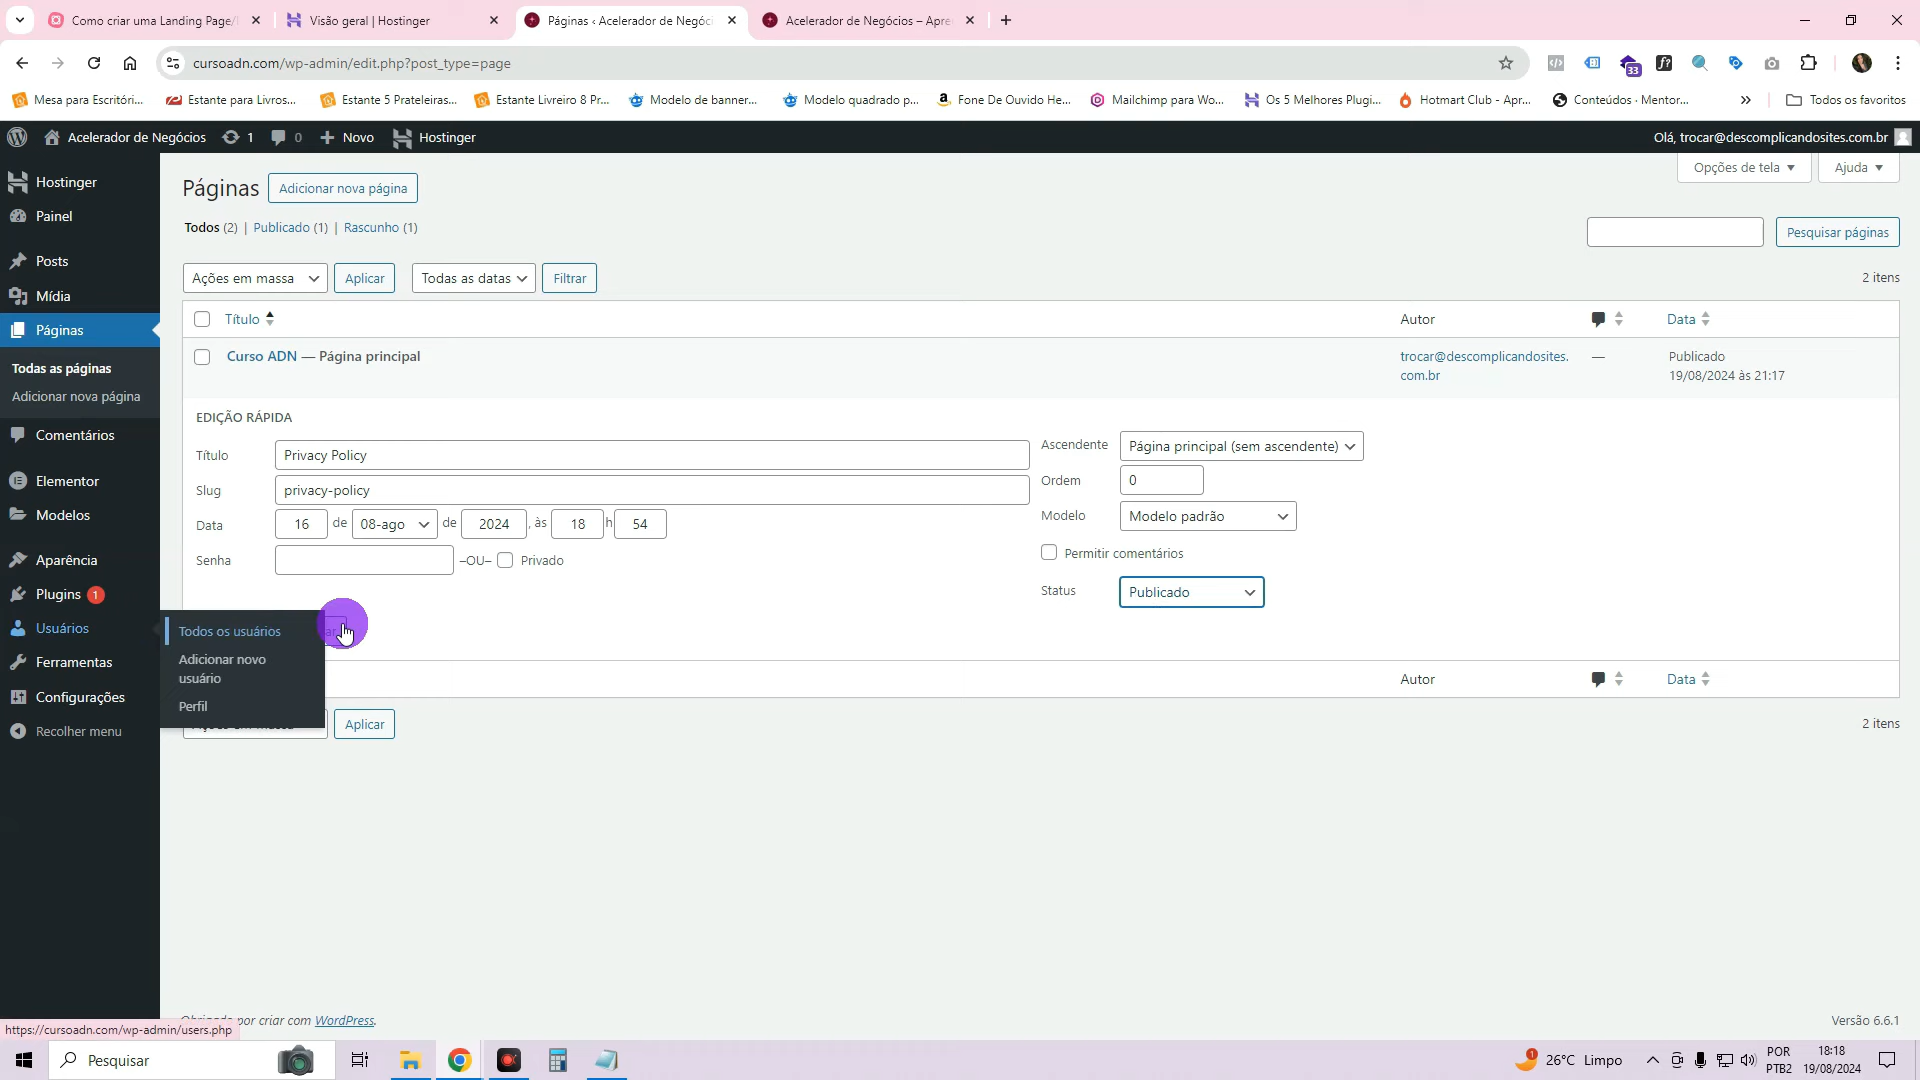 Como criar uma Landing Page/
Visão geral | Hostinger
Páginas ‹ Acelerador de Negóci
Acelerador de Negócios – Apre
cursoadn.com/wp-admin/edit.php?post_type=page
33
Mesa para Escritóri...
Estante para Livros...
Estante 5 Prateleiras...
Estante Livreiro 8 Pr...
Modelo de banner...
Modelo quadrado p...
Fone De Ouvido He...
Mailchimp para Wo...
Os 5 Melhores Plugi...
Hotmart Club - Apr...
Conteúdos · Mentor...
»
Todos os favoritos
Acelerador de Negócios
1
0
Novo
Hostinger
Olá, trocar@descomplicandosites.com.br
Hostinger
Painel
Posts
Mídia
Páginas
Todas as páginas
Adicionar nova página
Comentários
Elementor
Modelos
Aparência
Plugins 1
Usuários
Ferramentas
Configurações
Recolher menu
Todos os usuários
Adicionar novo
usuário
Perfil
Opções de tela
Ajuda
Páginas
Adicionar nova página
Todos (2) | Publicado (1) | Rascunho (1)
Pesquisar páginas
Ações em massa
Aplicar
Todas as datas
Filtrar
2 itens
Título
Autor
Data
Curso ADN — Página principal
trocar@descomplicandosites.
com.br
—
Publicado
19/08/2024 às 21:17
EDIÇÃO RÁPIDA
Título
Privacy Policy
Slug
privacy-policy
Data
16 de 08-ago de 2024 , às 18 h 54
Senha
–OU– Privado
Ascendente
Página principal (sem ascendente)
Ordem
0
Modelo
Modelo padrão
Permitir comentários
Status
Publicado
Autor
Data
Aplicar
2 itens
Obrigado por criar com WordPress.
Versão 6.6.1
https://cursoadn.com/wp-admin/users.php
Pesquisar
1
26°C Limpo
POR
PTB2
18:18
19/08/2024